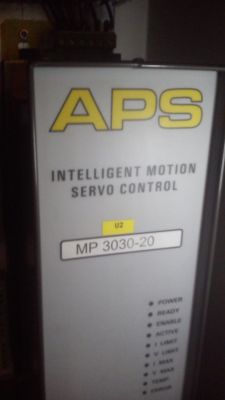 APS
INTELLIGENT MOTION
SERVO CONTROL
U2
MP 3030-20
POWER
READY
ENABLE
ACTIVE
I LIMIT
V LIMIT
I MAX
V MAX
TEMP.
ERROR